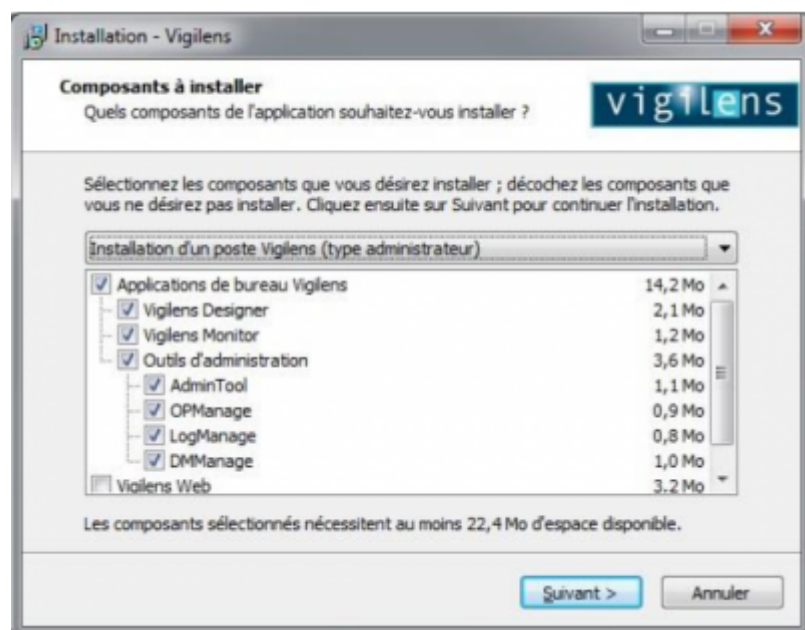 Installation - Vigilens
Composants à installer
Quels composants de l'application souhaitez-vous installer ?
vigilens
Sélectionnez les composants que vous désirez installer ; décochez les composants que
vous ne désirez pas installer. Cliquez ensuite sur Suivant pour continuer l'installation.
Installation d'un poste Vigilens (type administrateur)
Applications de bureau Vigilens 14,2 Mo
Vigilens Designer 2,1 Mo
Vigilens Monitor 1,2 Mo
Outils d'administration 3,6 Mo
AdminTool 1,1 Mo
OPManage 0,9 Mo
LogManage 0,8 Mo
DMManage 1,0 Mo
Vigilens Web 3,2 Mo
Les composants sélectionnés nécessitent au moins 22,4 Mo d'espace disponible.
Suivant > Annuler